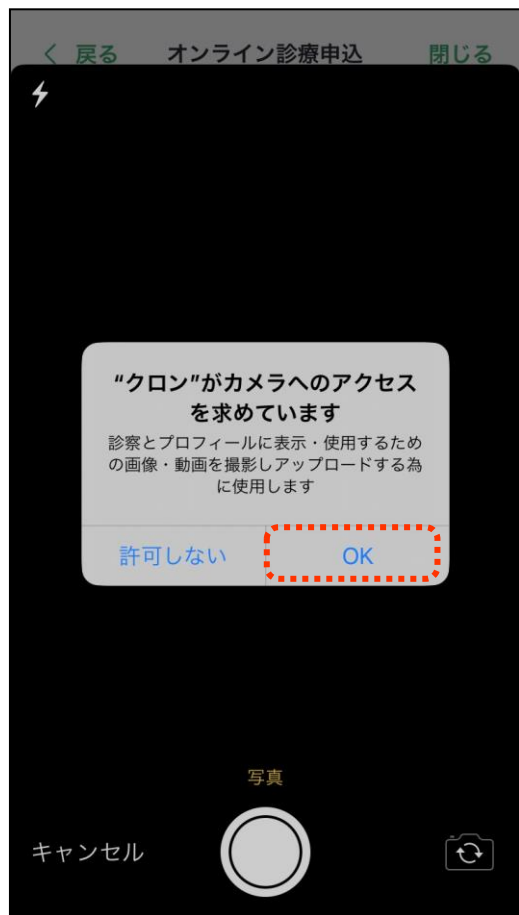 戻る オンライン診療申込 閉じる
“クロン”がカメラへのアクセス
を求めています
診察とプロフィールに表示・使用するため
の画像・動画を撮影しアップロードする為
に使用します
許可しない OK
写真
キャンセル